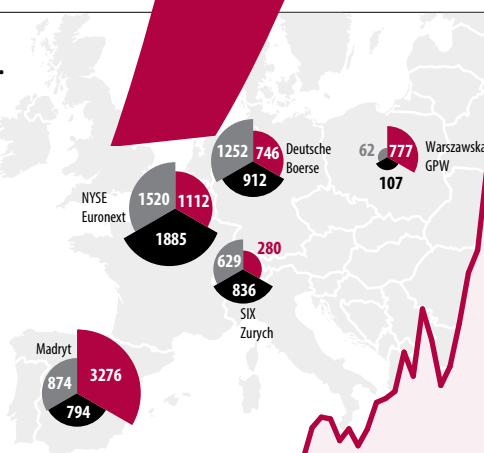 1252
746
912
Deutsche
Boerse
62
777
107
Warszawska
GPW
NYSE
Euronext
1520
1112
1885
629
280
836
SIX
Zurych
Madryt
874
3276
794